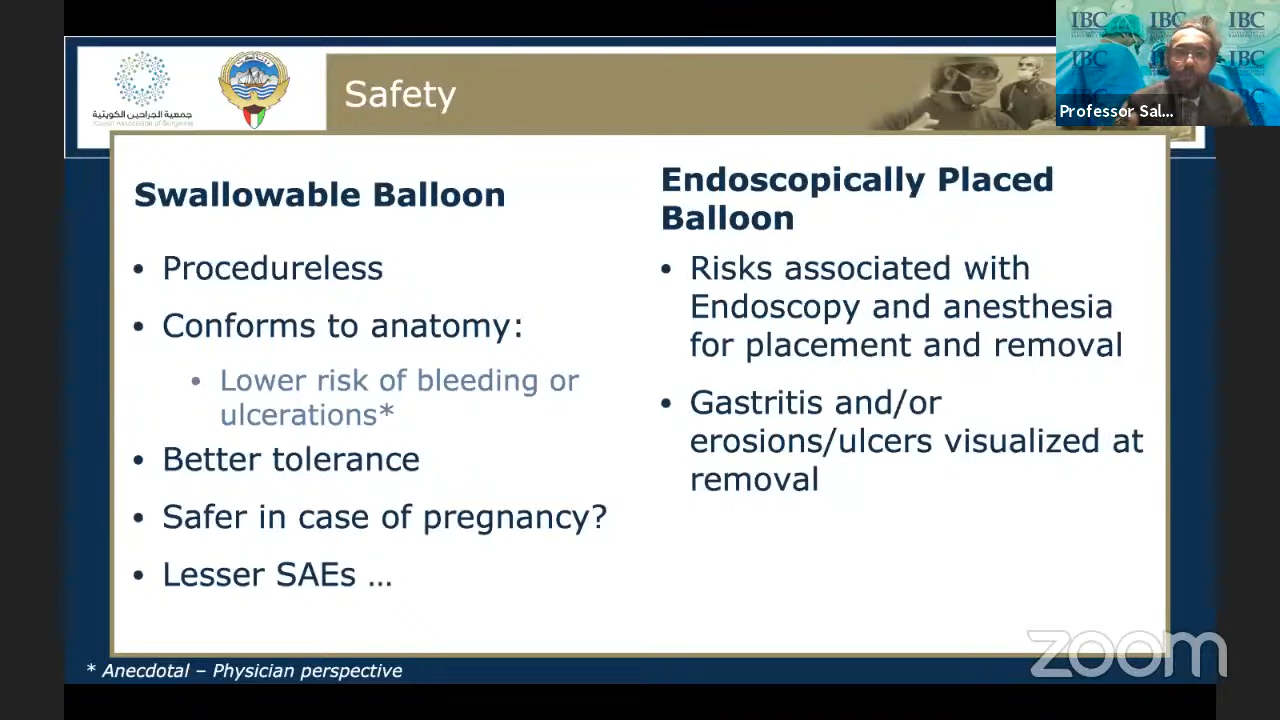 جمعية الجراحين الكويتية
Kuwait Association of Surgeons
Safety
IBC
IBC
IBC
IBC
IBC
IBC
Professor Sal...
Swallowable Balloon
• Procedureless
• Conforms to anatomy:
• Lower risk of bleeding or
ulcerations*
• Better tolerance
• Safer in case of pregnancy?
• Lesser SAEs …
Endoscopically Placed
Balloon
• Risks associated with
Endoscopy and anesthesia
for placement and removal
• Gastritis and/or
erosions/ulcers visualized at
removal
* Anecdotal – Physician perspective
zoom